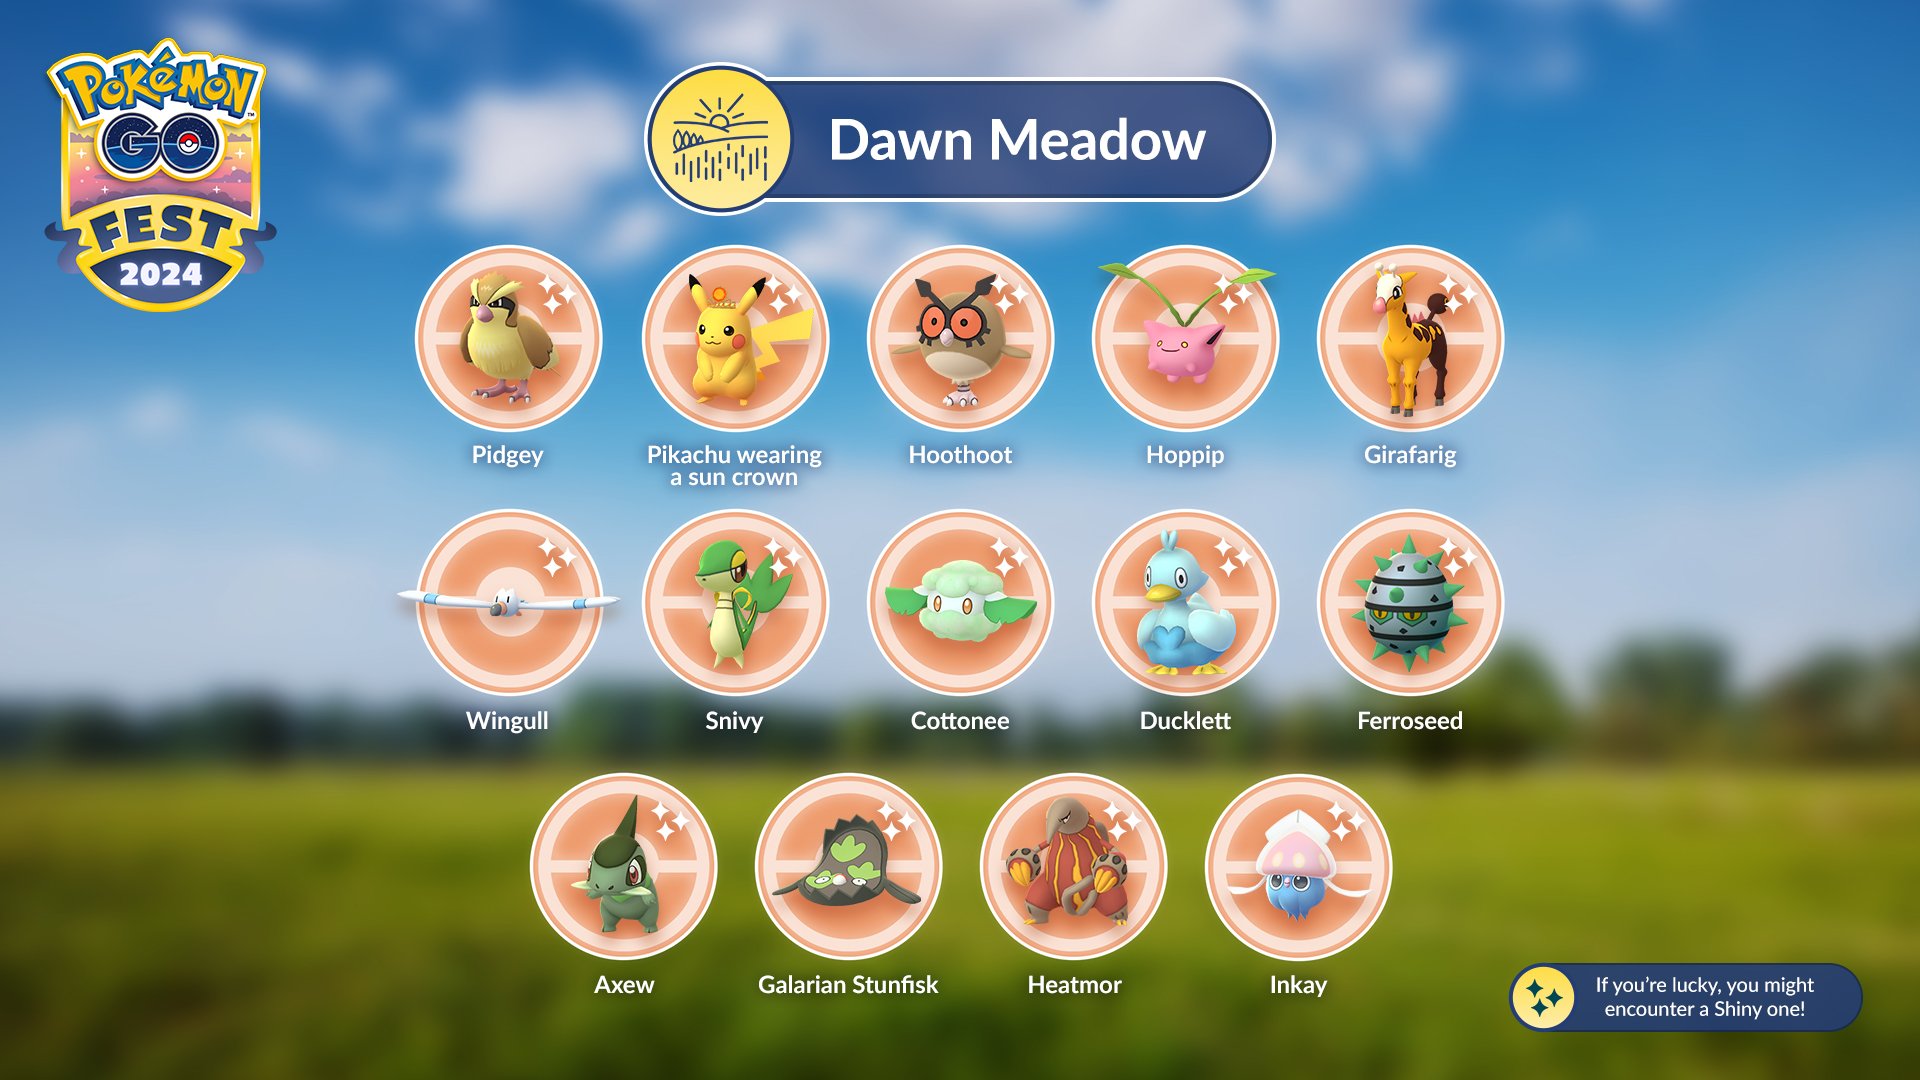 POKéMON
™
GO
FEST
2024
Dawn Meadow
Pidgey
Pikachu wearing
a sun crown
Hoothoot
Hoppip
Girafarig
Wingull
Snivy
Cottonee
Ducklett
Ferroseed
Axew
Galarian Stunfisk
Heatmor
Inkay
If you're lucky, you might
encounter a Shiny one!